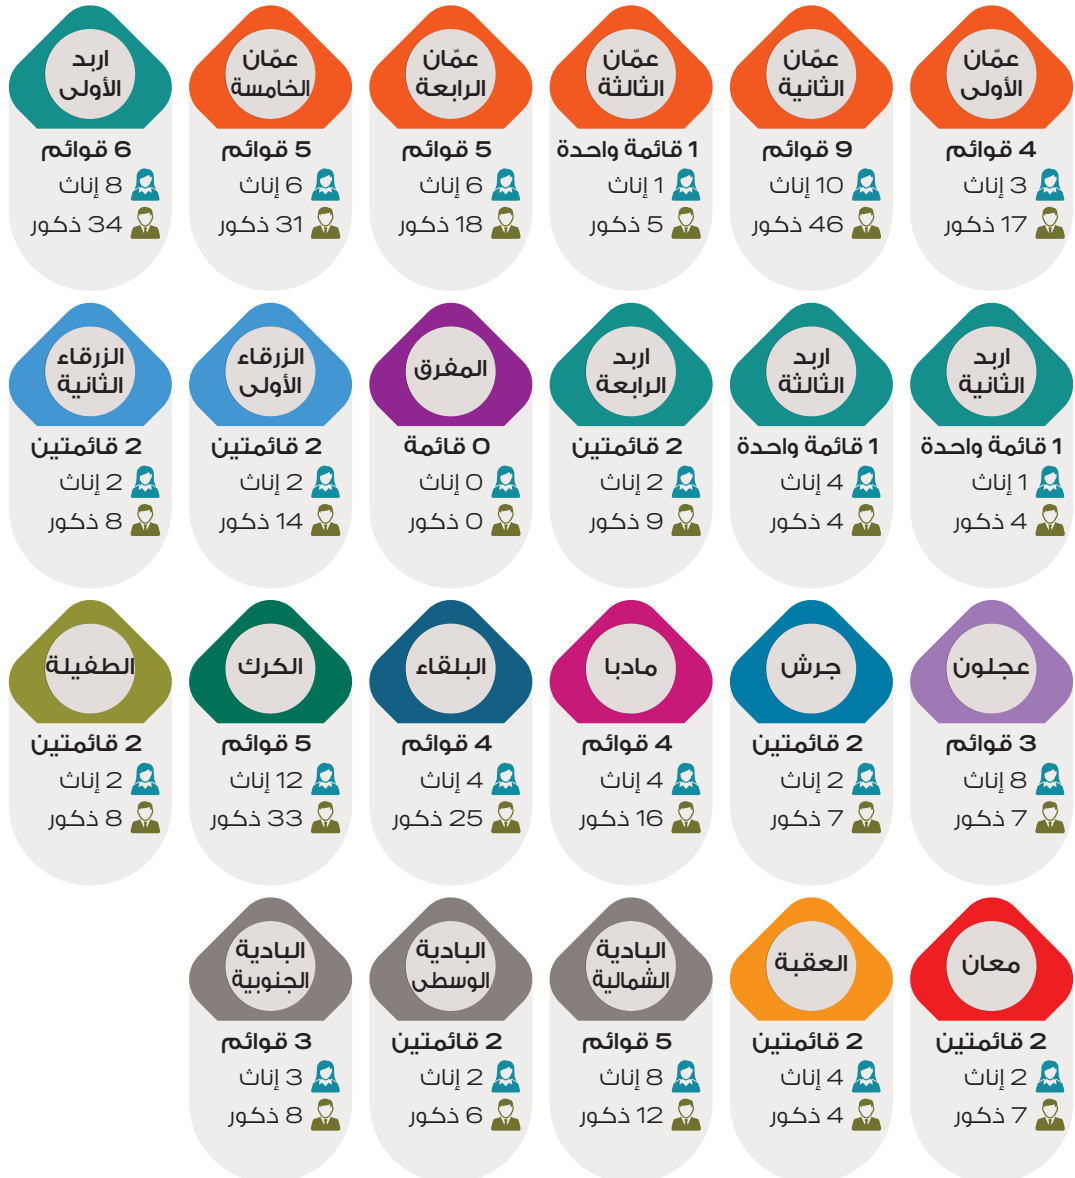 عمّان
الأولى
4 قوائم
3 إناث
17 ذكور
عمّان
الثانية
9 قوائم
10 إناث
46 ذكور
عمّان
الثالثة
1 قائمة واحدة
1 إناث
5 ذكور
عمّان
الرابعة
5 قوائم
6 إناث
18 ذكور
عمّان
الخامسة
5 قوائم
6 إناث
31 ذكور
اربد
الأولى
6 قوائم
8 إناث
34 ذكور
اربد
الثانية
1 قائمة واحدة
1 إناث
4 ذكور
اربد
الثالثة
1 قائمة واحدة
4 إناث
4 ذكور
اربد
الرابعة
2 قائمتين
2 إناث
9 ذكور
المفرق
0 قائمة
0 إناث
0 ذكور
الزرقاء
الأولى
2 قائمتين
2 إناث
14 ذكور
الزرقاء
الثانية
2 قائمتين
2 إناث
8 ذكور
عجلون
3 قوائم
8 إناث
7 ذكور
جرش
2 قائمتين
2 إناث
7 ذكور
مادبا
4 قوائم
4 إناث
16 ذكور
البلقاء
4 قوائم
4 إناث
25 ذكور
الكرك
5 قوائم
12 إناث
33 ذكور
الطفيلة
2 قائمتين
2 إناث
8 ذكور
معان
2 قائمتين
2 إناث
7 ذكور
العقبة
2 قائمتين
4 إناث
4 ذكور
البادية
الشمالية
5 قوائم
8 إناث
12 ذكور
البادية
الوسطى
2 قائمتين
2 إناث
6 ذكور
البادية
الجنوبية
3 قوائم
3 إناث
8 ذكور